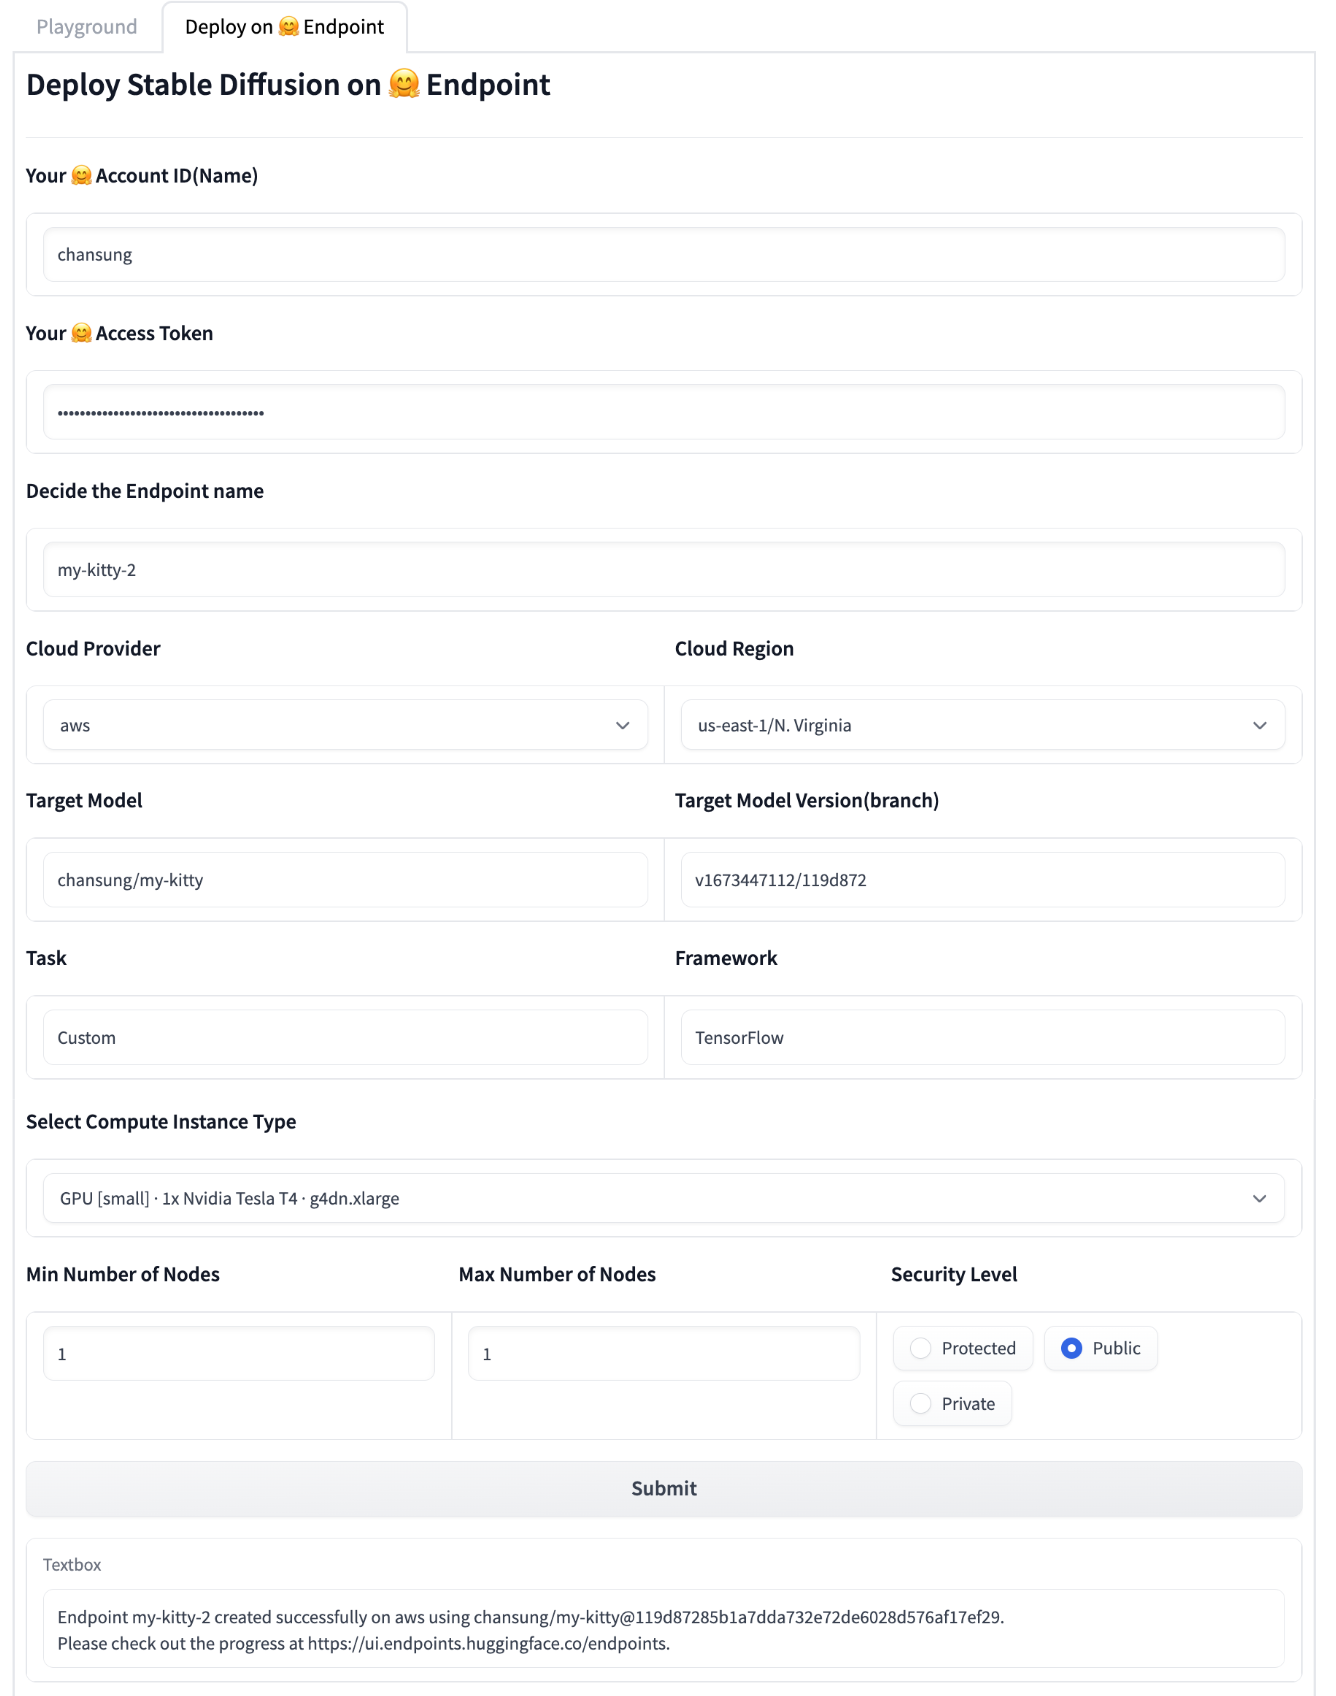 Playground
Deploy on 🤗 Endpoint
Deploy Stable Diffusion on 🤗 Endpoint
Your 🤗 Account ID(Name)
chansung
Your 🤗 Access Token
•••••••••••••••••••••••••••••••••••••
Decide the Endpoint name
my-kitty-2
Cloud Provider
Cloud Region
aws
us-east-1/N. Virginia
Target Model
Target Model Version(branch)
chansung/my-kitty
v1673447112/119d872
Task
Framework
Custom
TensorFlow
Select Compute Instance Type
GPU [small] · 1x Nvidia Tesla T4 · g4dn.xlarge
Min Number of Nodes
Max Number of Nodes
Security Level
1
1
Protected
Public
Private
Submit
Textbox
Endpoint my-kitty-2 created successfully on aws using chansung/my-kitty@119d87285b1a7dda732e72de6028d576af17ef29.
Please check out the progress at https://ui.endpoints.huggingface.co/endpoints.